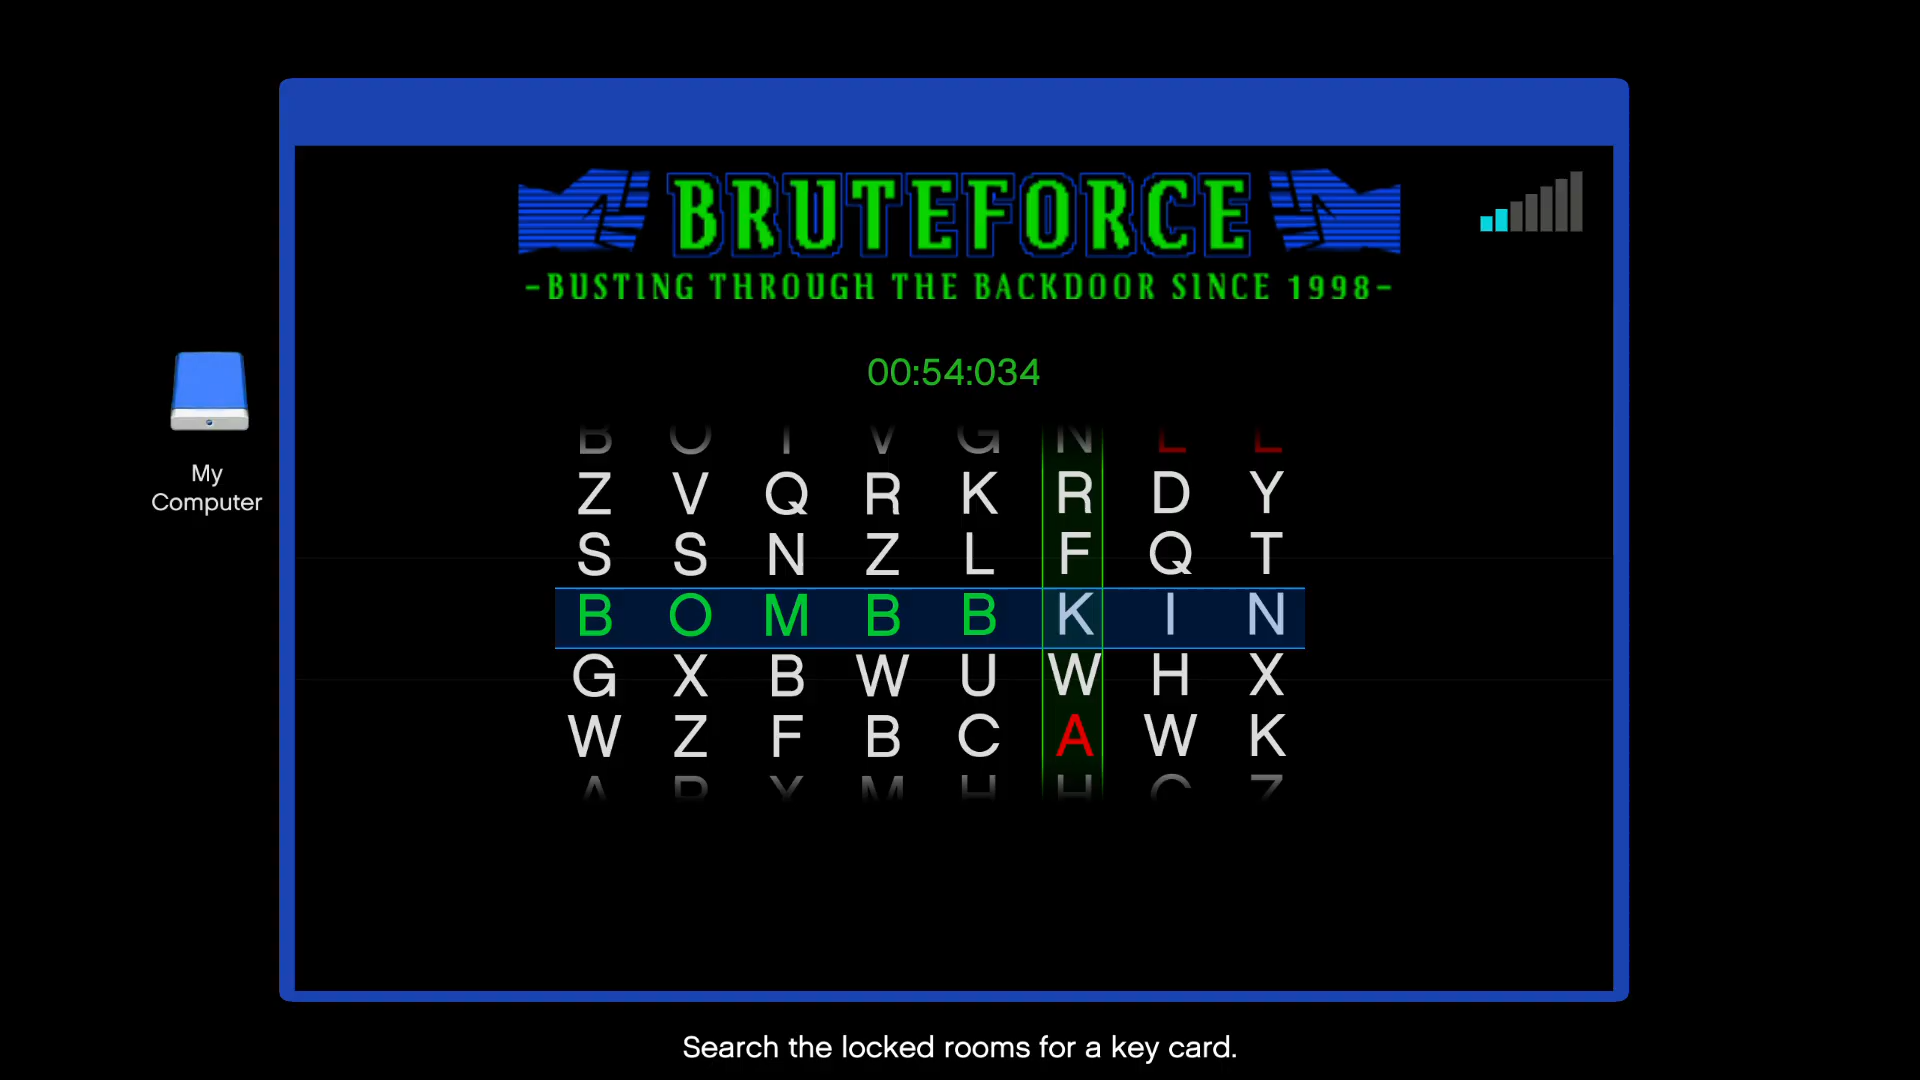 BRUTEFORCE
-BUSTING THROUGH THE BACKDOOR SINCE 1998-
00:54:034
My
Computer
Z V Q R K R D Y
S S N Z L F Q T
B O M B B K I N
G X B W U W H X
W Z F B C A W K
Search the locked rooms for a key card.